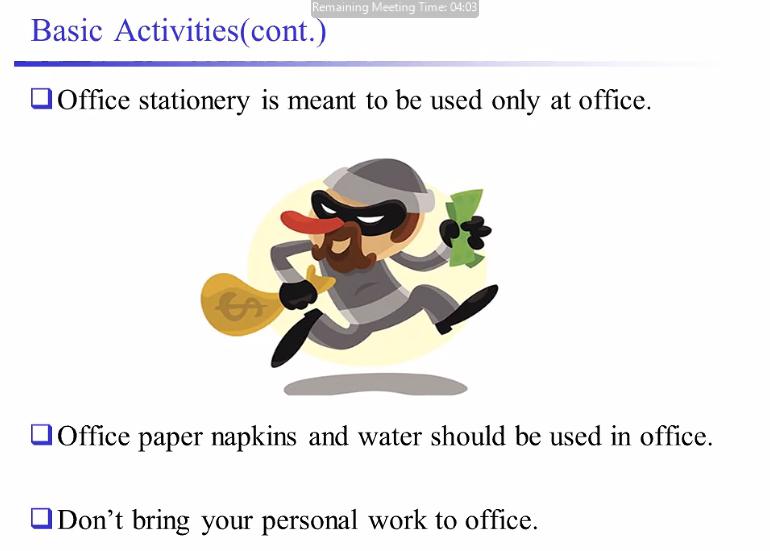 Remaining Meeting Time: 04:03
Basic Activities(cont.)
Office stationery is meant to be used only at office.
$
Office paper napkins and water should be used in office.
Don’t bring your personal work to office.